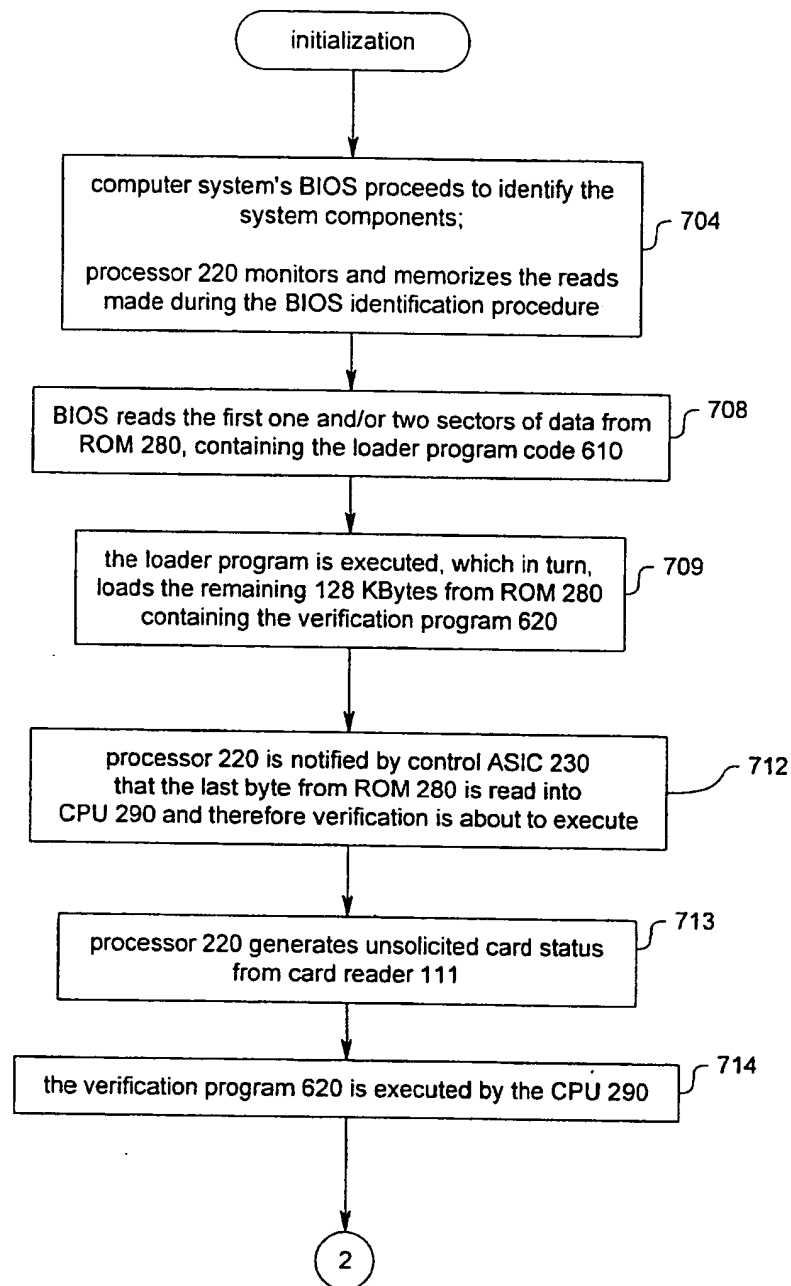 initialization
computer system's BIOS proceeds to identify the
system components;
processor 220 monitors and memorizes the reads
made during the BIOS identification procedure
704
BIOS reads the first one and/or two sectors of data from
ROM 280, containing the loader program code 610
708
the loader program is executed, which in turn,
loads the remaining 128 KBytes from ROM 280
containing the verification program 620
709
processor 220 is notified by control ASIC 230
that the last byte from ROM 280 is read into
CPU 290 and therefore verification is about to execute
712
processor 220 generates unsolicited card status
from card reader 111
713
the verification program 620 is executed by the CPU 290
714
2